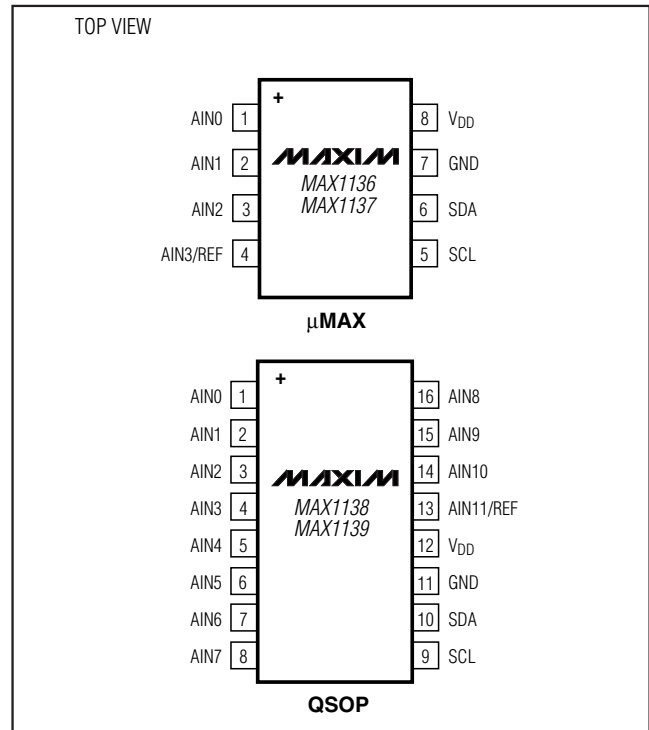 TOP VIEW
+
AIN0 1 8 VDD
AIN1 2 MAXIM 7 GND
MAX1136
AIN2 3 MAX1137 6 SDA
AIN3/REF 4 5 SCL
µMAX
+
AIN0 1 16 AIN8
AIN1 2 15 AIN9
AIN2 3 MAXIM 14 AIN10
AIN3 4 MAX1138 13 AIN11/REF
MAX1139
AIN4 5 12 VDD
AIN5 6 11 GND
AIN6 7 10 SDA
AIN7 8 9 SCL
QSOP